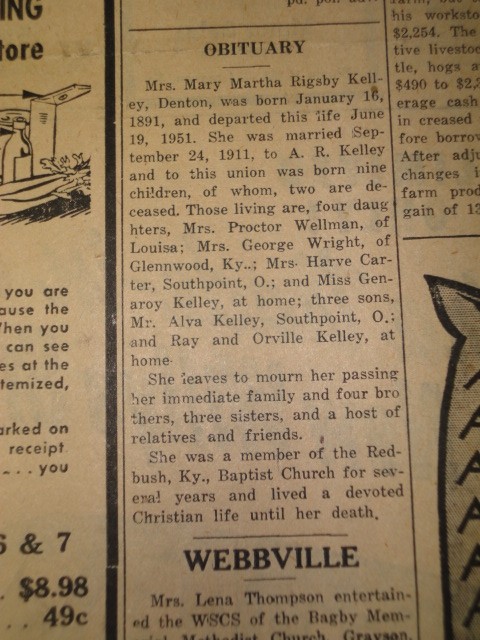 ING
tore
you are
ause the
When you
can see
es at the
temized,
arked on
receipt
... you
6 & 7
. $8.98
... 49c
OBITUARY
Mrs. Mary Martha Rigsby Kell-
ey, Denton, was born January 16,
1891, and departed this life June
19, 1951. She was married Sep-
tember 24, 1911, to A. R. Kelley
and to this union was born nine
children, of whom, two are de-
ceased. Those living are, four daug
hters, Mrs. Proctor Wellman, of
Louisa; Mrs. George Wright, of
Glennwood, Ky..; Mrs. Harve Car-
ter, Southpoint, O.; and Miss Gen-
aroy Kelley, at home; three sons,
Mr. Alva Kelley, Southpoint, O.;
and Ray and Orville Kelley, at
home.
She leaves to mourn her passing
her immediate family and four bro
thers, three sisters, and a host of
relatives and friends.
She was a member of the Red-
bush, Ky., Baptist Church for sev-
eral years and lived a devoted
Christian life until her death.
WEBBVILLE
Mrs. Lena Thompson entertain-
ed the WSCS of the Bagby Mem-
Methodist Church, Grayson
his workst
$2,254. The
tive livestoc
tle, hogs a
$490 to $2,
erage cash
in creased
fore borrow
After adju
changes i
farm prod
gain of 13
A
A
A
A
A